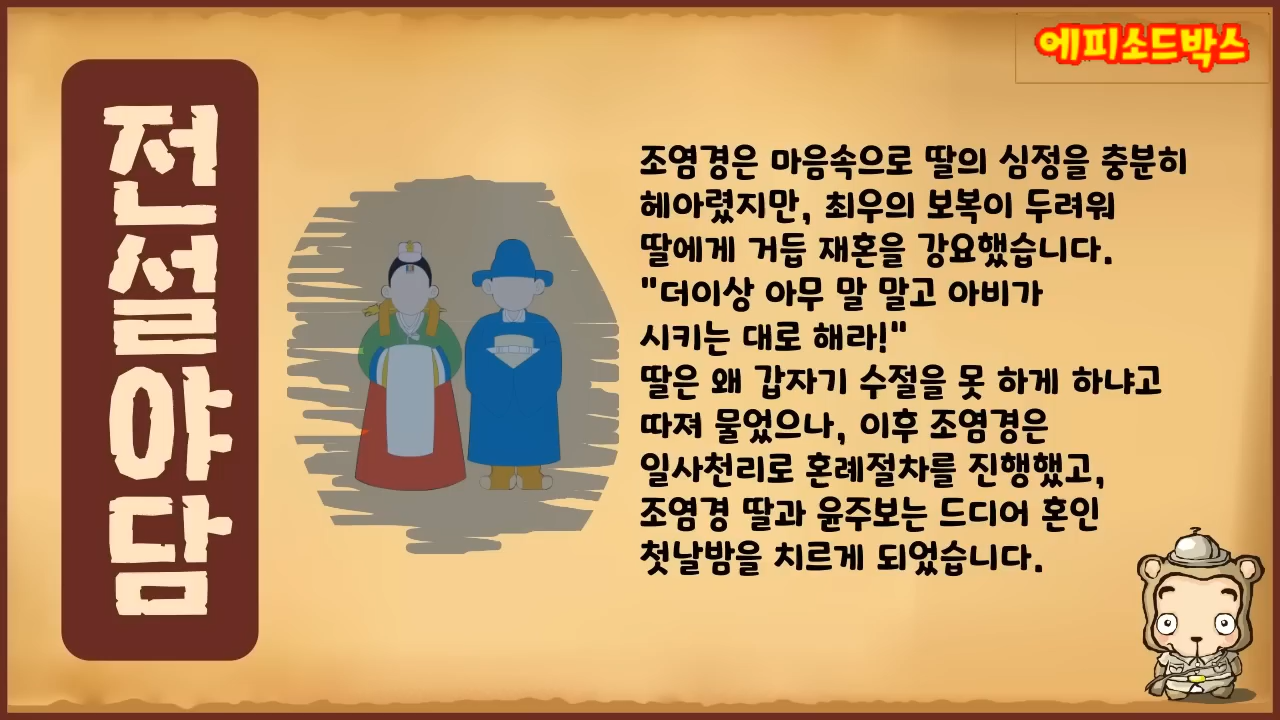 에피소드박스
전설야담
조염경은 마음속으로 딸의 심정을 충분히
헤아렸지만, 최우의 보복이 두려워
딸에게 거듭 재혼을 강요했습니다.
"더이상 아무 말 말고 아비가
시키는 대로 해라!"
딸은 왜 갑자기 수절을 못 하게 하냐고
따져 물었으나, 이후 조염경은
일사천리로 혼례절차를 진행했고,
조염경 딸과 윤주보는 드디어 혼인
첫날밤을 치르게 되었습니다.